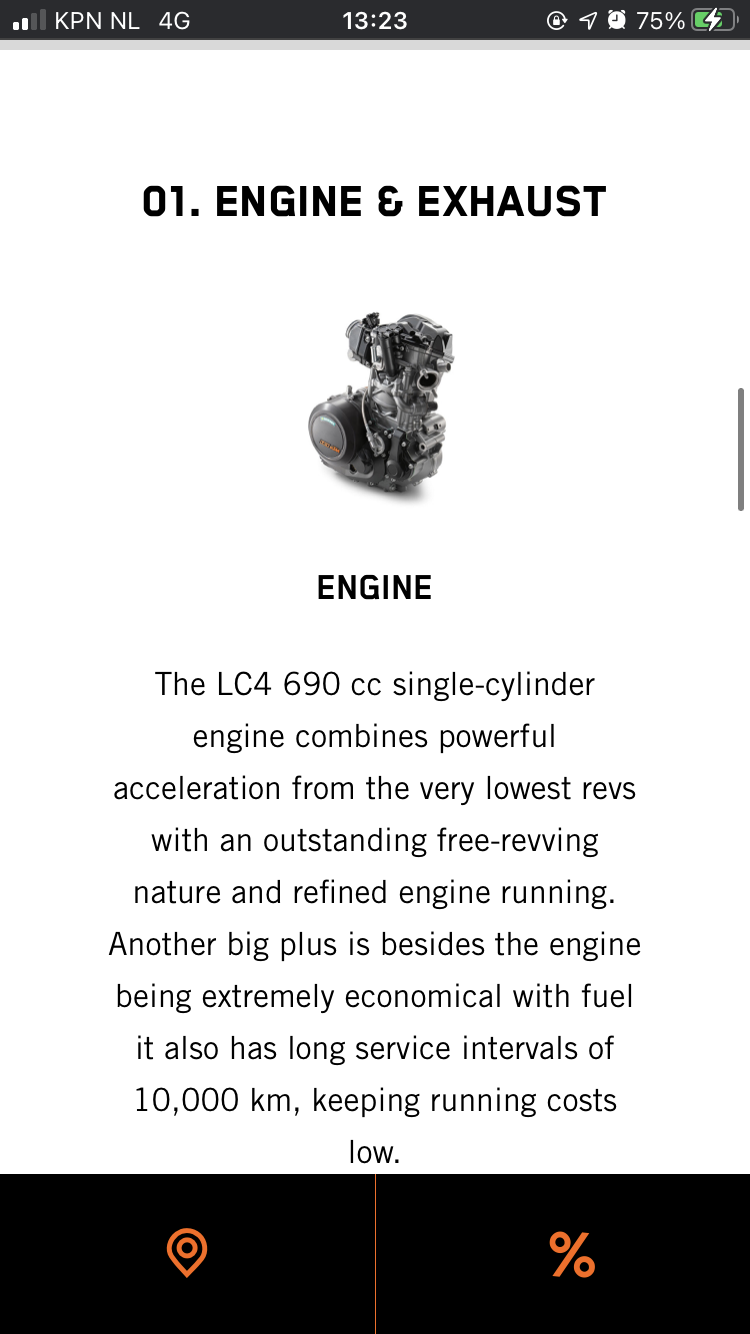 KPN NL 4G 13:23 75%
01. ENGINE & EXHAUST
ENGINE
The LC4 690 cc single-cylinder
engine combines powerful
acceleration from the very lowest revs
with an outstanding free-revving
nature and refined engine running.
Another big plus is besides the engine
being extremely economical with fuel
it also has long service intervals of
10,000 km, keeping running costs
low.
%